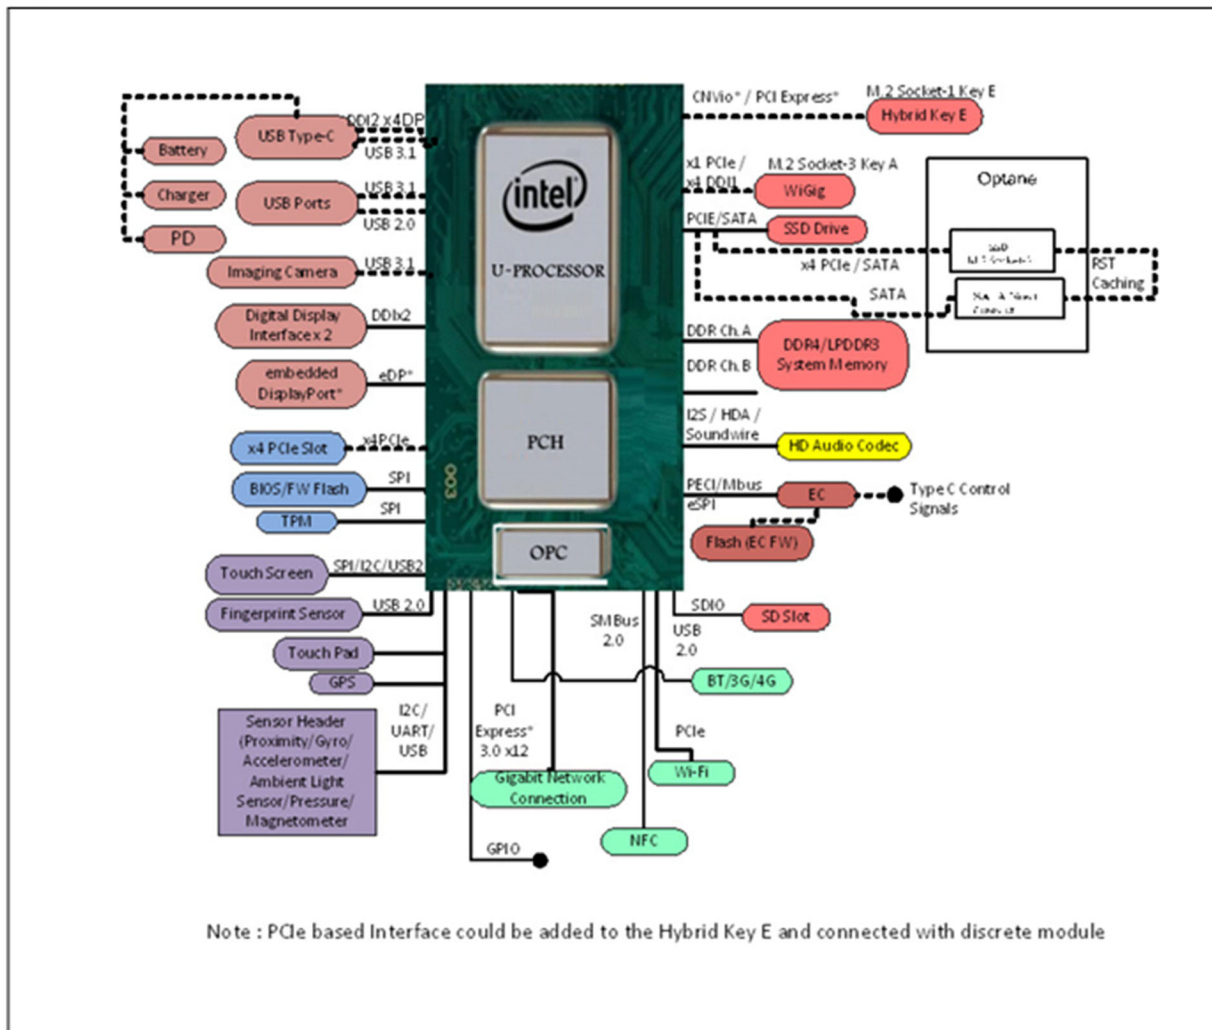 CNVio* / PCI Express*
M.2 Socket-1 Key E
Hybrid Key E
DDI2 x4DP
USB Type-C
USB 3.1
Battery
Charger
PD
USB 3.1
USB Ports
USB 2.0
USB 3.1
Imaging Camera
Digital Display
Interface x 2
DDIx2
embedded
DisplayPort*
eDP*
x4 PCIe Slot
x4PCIe
BIOS/FW Flash
SPI
TPM
SPI
Touch Screen
SPI/I2C/USB2
Fingerprint Sensor
USB 2.0
Touch Pad
GPS
Sensor Header
(Proximity/Gyro/
Accelerometer/
Ambient Light
Sensor/Pressure/
Magnetometer
I2C/
UART/
USB
intel
U-PROCESSOR
PCH
OPC
003
x1 PCIe /
x4 DDI1
M.2 Socket-3 Key A
WiGig
PCIE/SATA
SSD Drive
x4 PCIe / SATA
SATA
Optane
SSD
RST
Caching
DDR Ch. A
DDR Ch. B
DDR4/LPDDR3
System Memory
I2S / HDA /
Soundwire
HD Audio Codec
PECI/Mbus
eSPI
EC
Type C Control
Signals
Flash (EC FW)
SDIO
SD Slot
SMBus
2.0
USB
2.0
BT/3G/4G
PCI
Express*
3.0 x12
Gigabit Network
Connection
PCIe
Wi-Fi
NFC
GPIO
Note : PCIe based Interface could be added to the Hybrid Key E and connected with discrete module